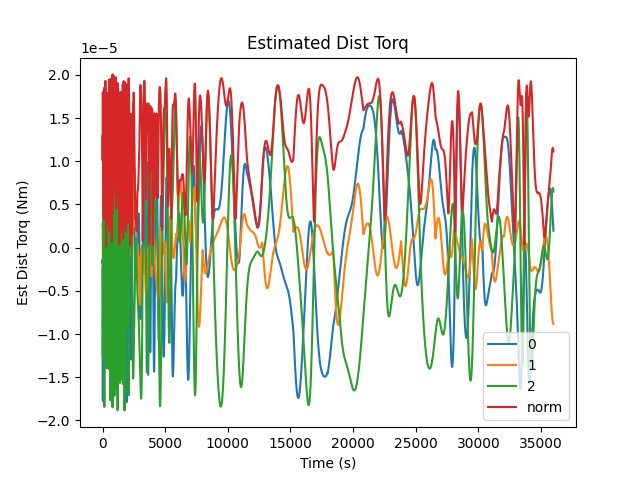 Estimated Dist Torq
1e−5
2.0
1.5
1.0
0.5
0.0
−0.5
−1.0
−1.5
−2.0
Est Dist Torq (Nm)
0
1
2
norm
0 5000 10000 15000 20000 25000 30000 35000
Time (s)